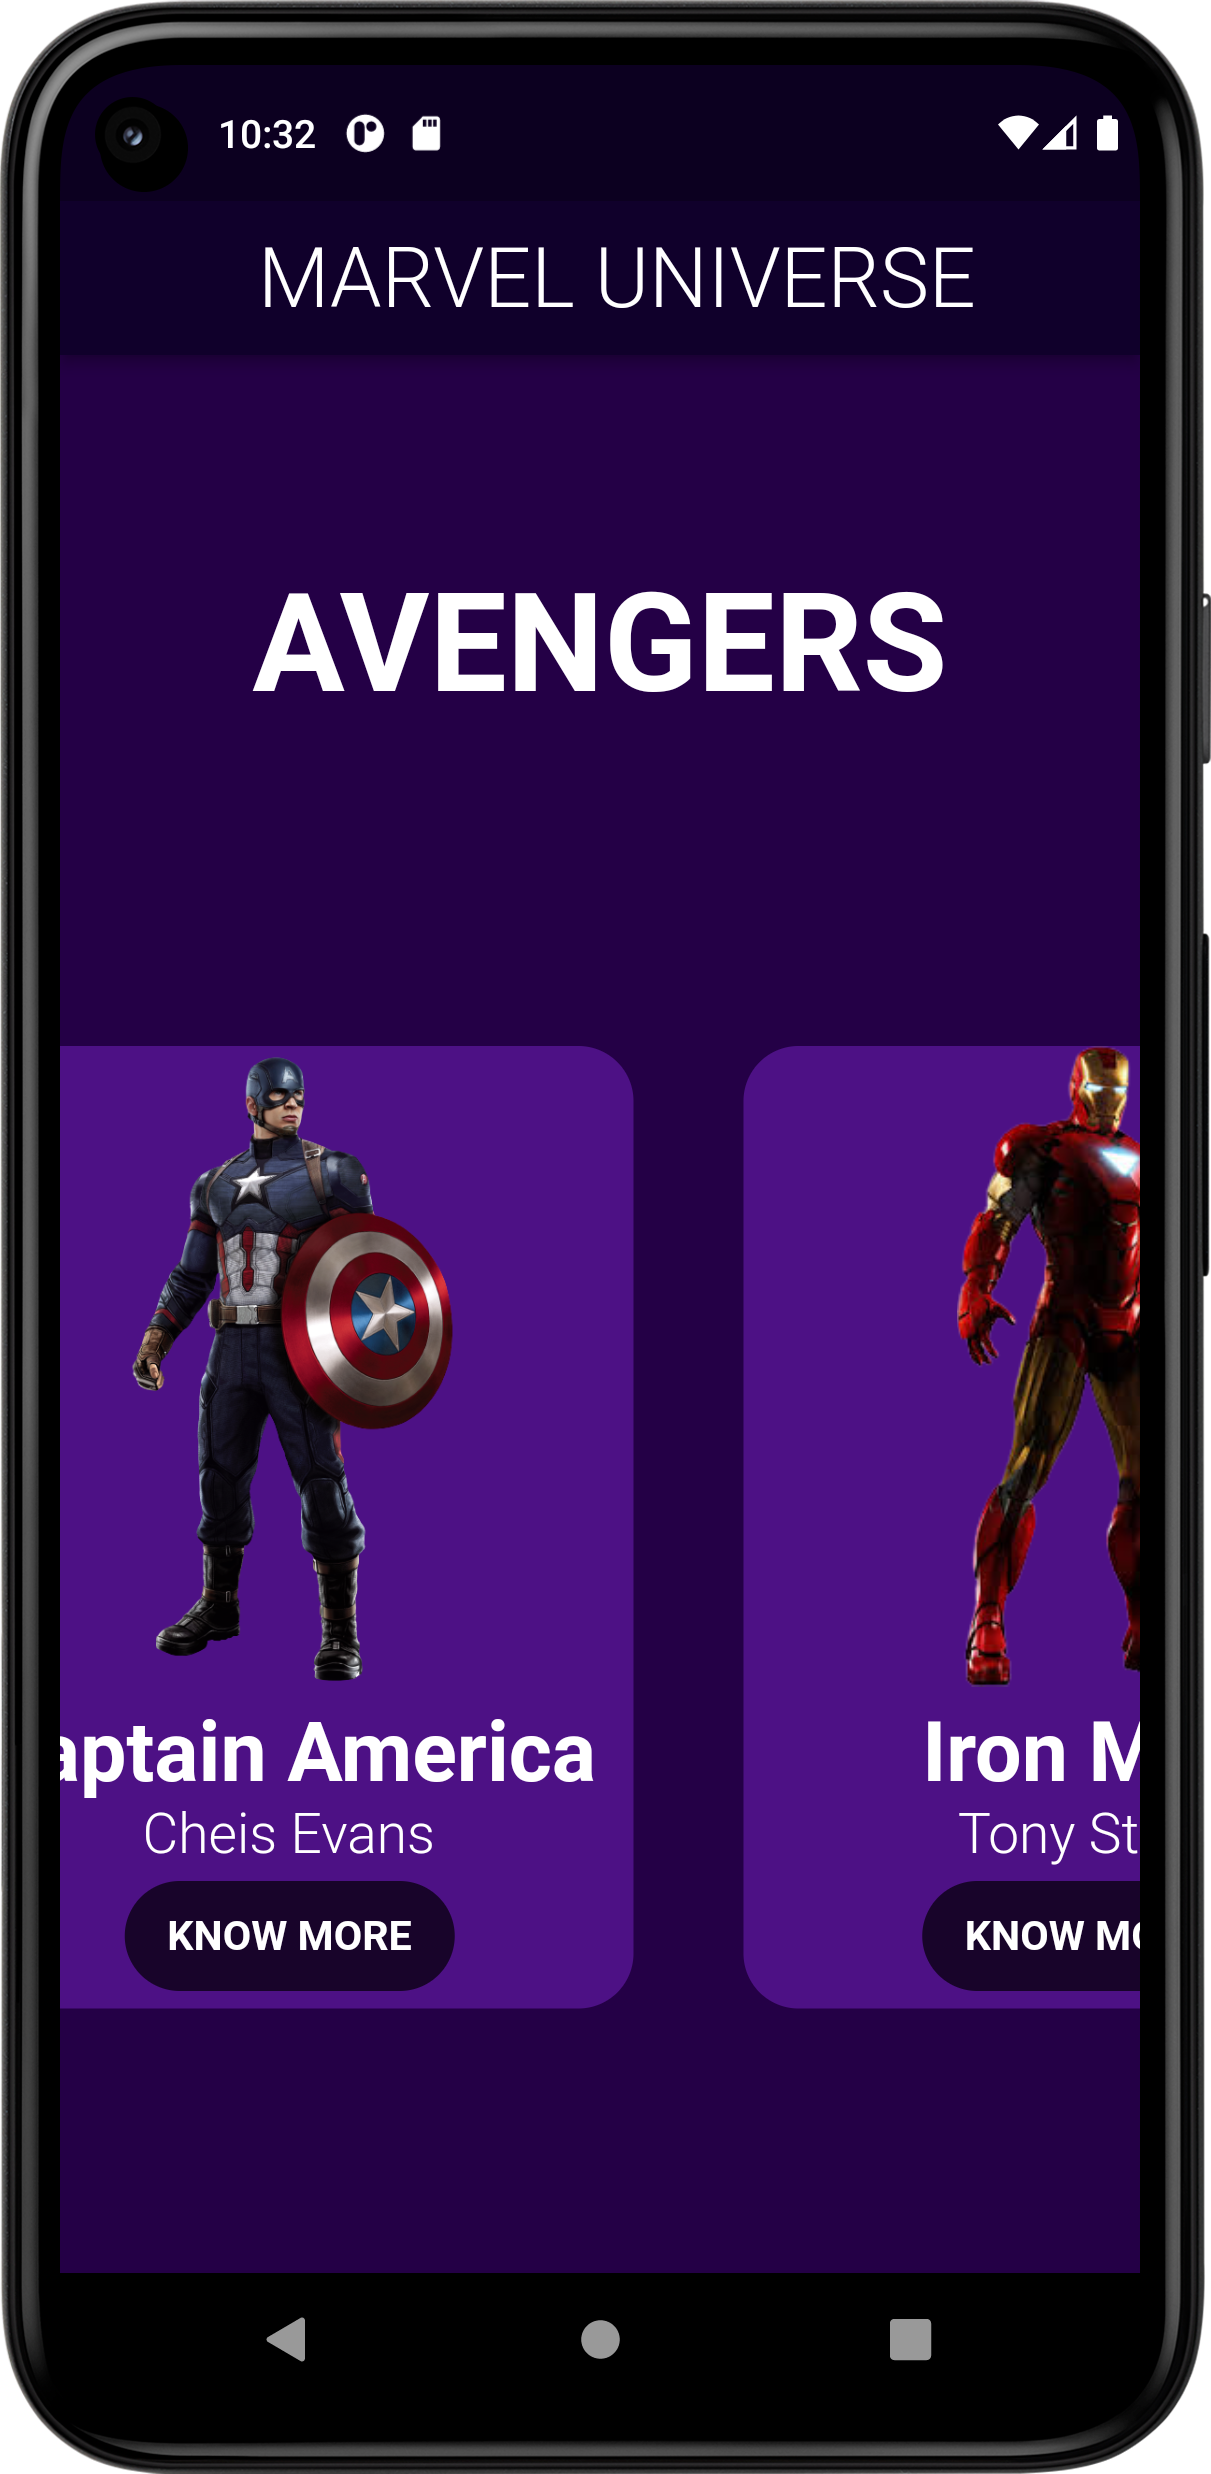 10:32
MARVEL UNIVERSE
AVENGERS
aptain America
Cheis Evans
KNOW MORE
Iron M
Tony St
KNOW MO